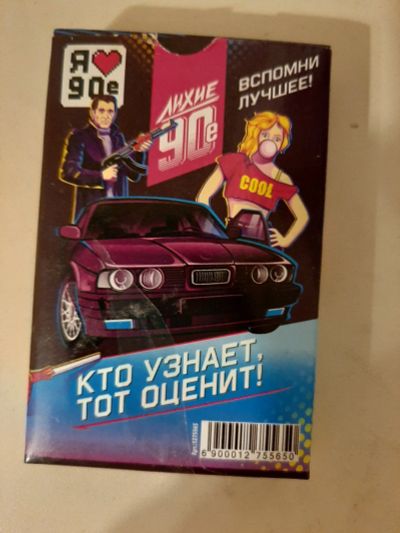 Я
90е
ЛИХИЕ
90е
ВСПОМНИ
ЛУЧШЕЕ!
COOL
КТО УЗНАЕТ,
ТОТ ОЦЕНИТ!
6 900012 755650